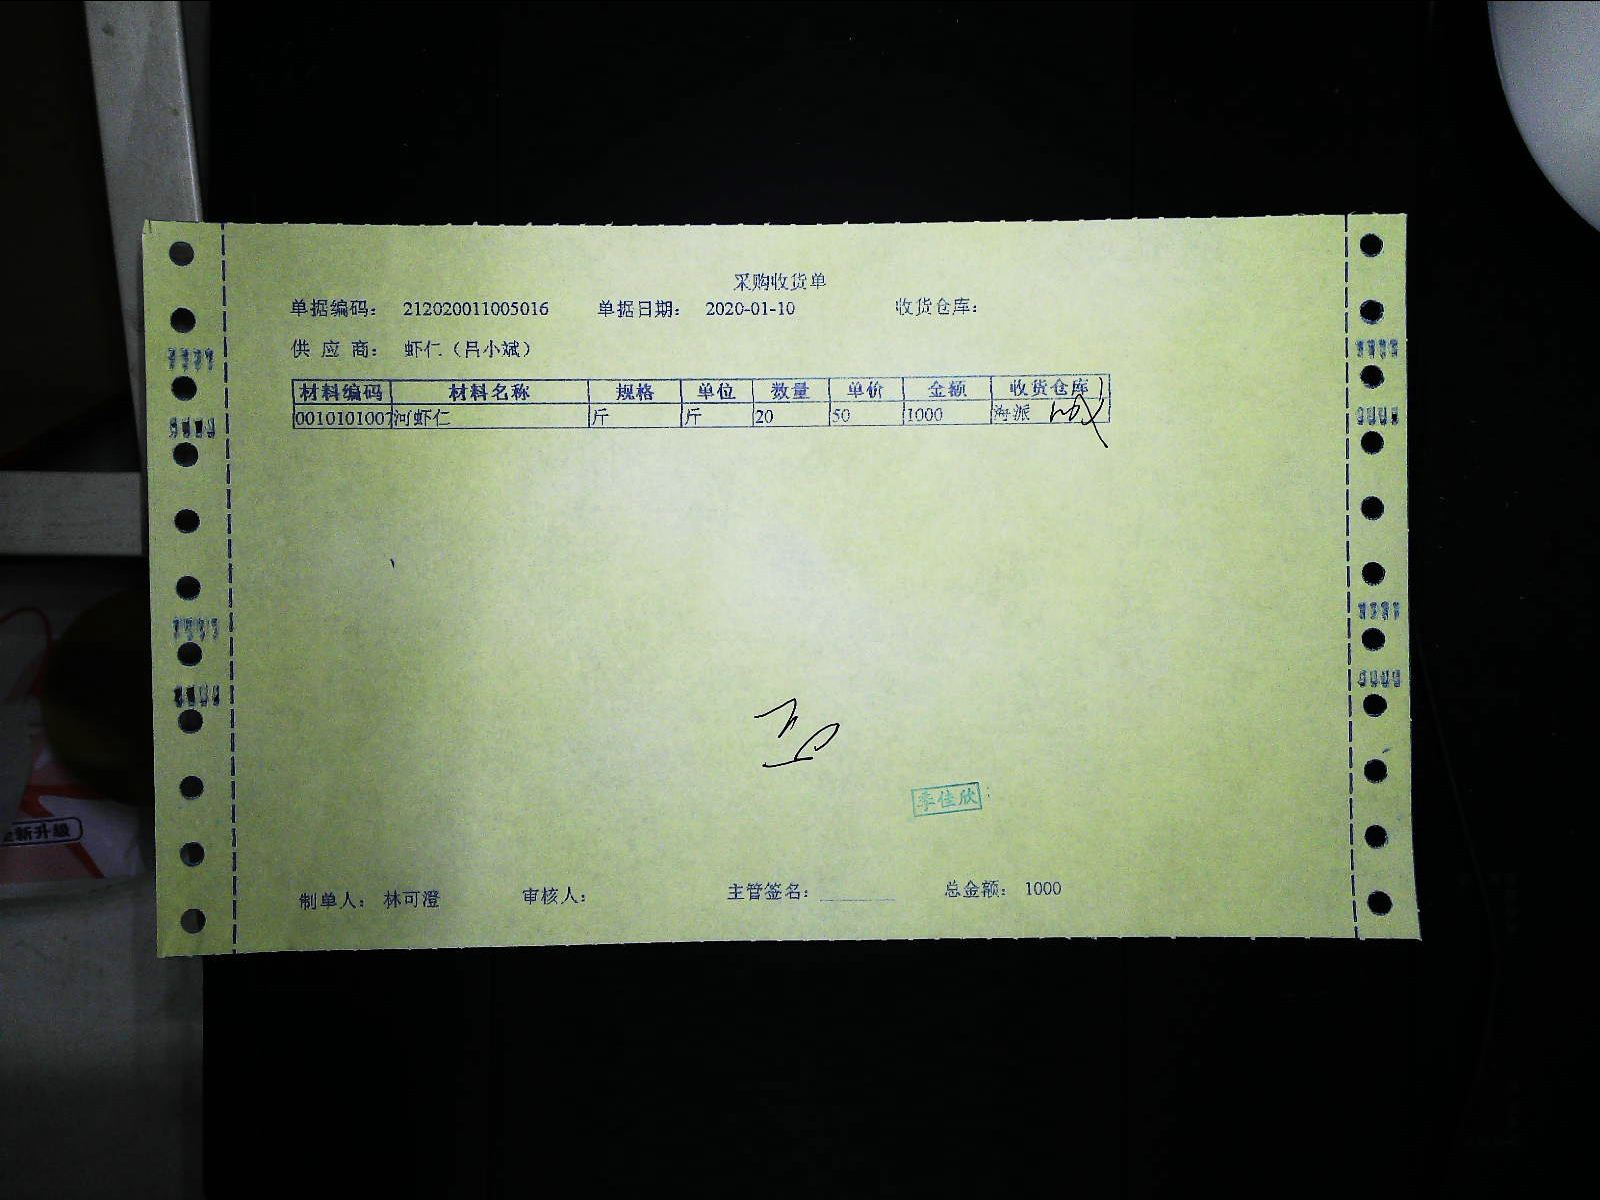 采购收货单
单据编码： 212020011005016 单据日期： 2020-01-10 收货仓库：
供 应 商： 虾仁（吕小斌）
材料编码 材料名称 规格 单位 数量 单价 金额 收货仓库
0010101007 河虾仁 斤 斤 20 50 1000 海派
李佳欣
制单人： 林可澄 审核人： 主管签名：________ 总金额： 1000
新升级